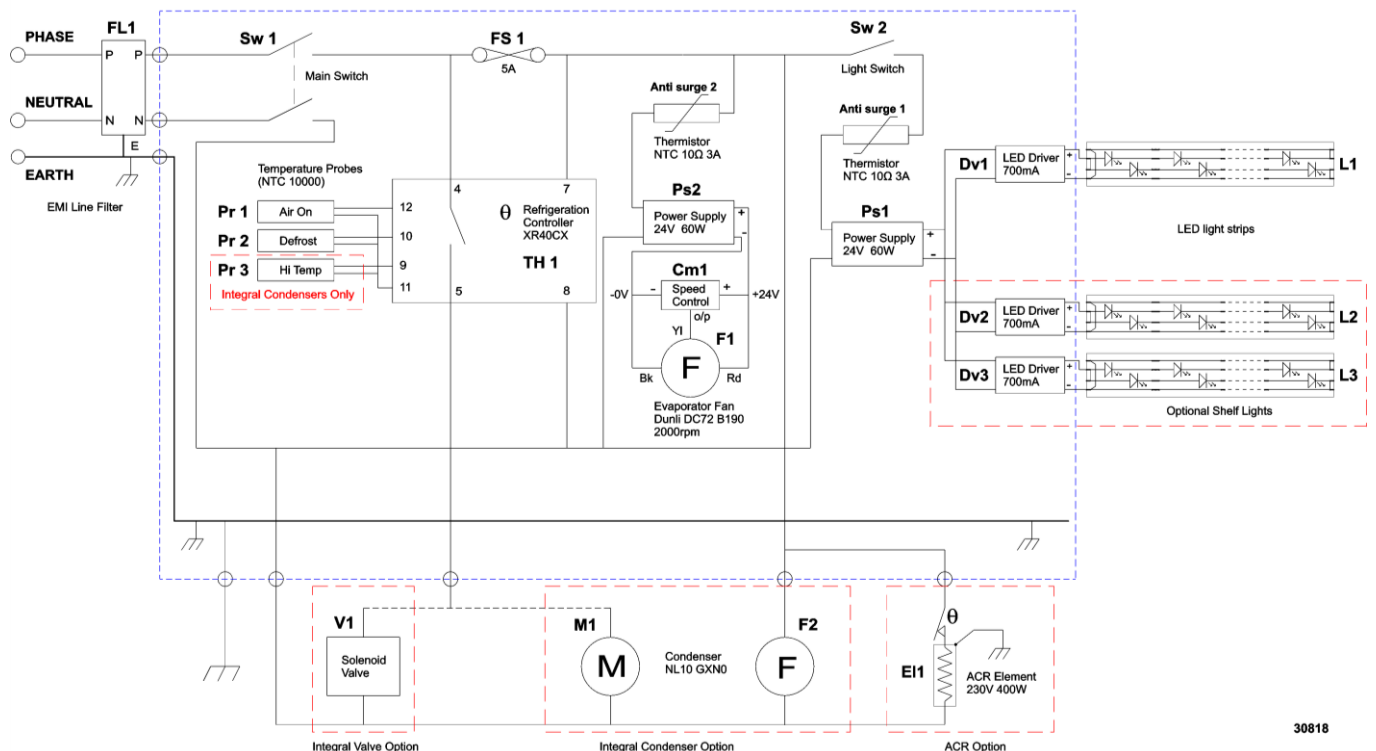 FL1
PHASE
P P
Sw 1
Main Switch
FS 1
5A
Sw 2
Light Switch
NEUTRAL
N N
E
EARTH
EMI Line Filter
Anti surge 2
Thermistor
NTC 10Ω 3A
Anti surge 1
Thermistor
NTC 10Ω 3A
Temperature Probes
(NTC 10000)
Pr 1
Air On
Pr 2
Defrost
Pr 3
Hi Temp
Integral Condensers Only
4
7
12
10
9
11
θ
Refrigeration
Controller
XR40CX
TH 1
5
8
Ps2
Power Supply
24V 60W
+
-
Cm1
-0V
-
Speed
Control
+
+24V
o/p
Yl
F1
F
Bk
Rd
Evaporator Fan
Dunli DC72 B190
2000rpm
Ps1
Power Supply
24V 60W
+
-
Dv1
LED Driver
700mA
+
-
L1
LED light strips
Dv2
LED Driver
700mA
+
-
L2
Dv3
LED Driver
700mA
+
-
L3
Optional Shelf Lights
V1
Solenoid
Valve
Integral Valve Option
M1
M
Condenser
NL10 GXN0
F2
F
Integral Condenser Option
θ
El1
ACR Element
230V 400W
ACR Option
30818